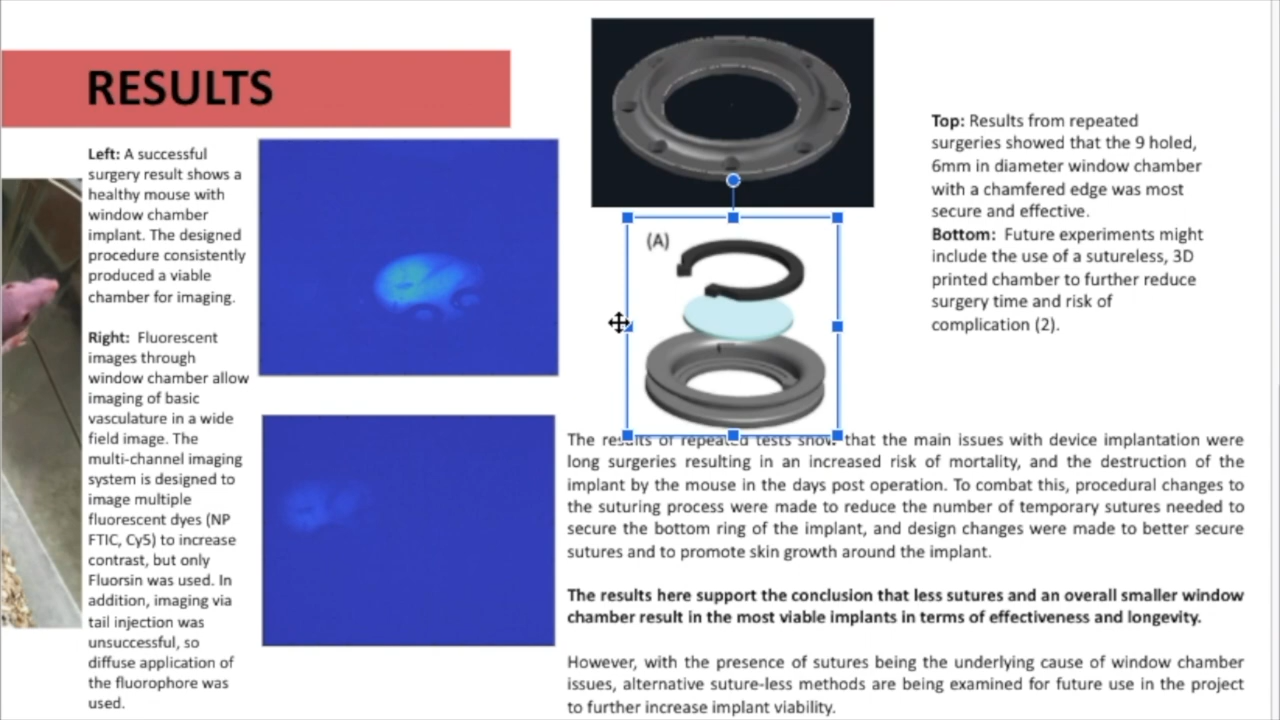 RESULTS
Left: A successful
surgery result shows a
healthy mouse with
window chamber
implant. The designed
procedure consistently
produced a viable
chamber for imaging.
Right: Fluorescent
images through
window chamber allow
imaging of basic
vasculature in a wide
field image. The
multi-channel imaging
system is designed to
image multiple
fluorescent dyes (NP
FTIC, Cy5) to increase
contrast, but only
Fluorsin was used. In
addition, imaging via
tail injection was
unsuccessful, so
diffuse application of
the fluorophore was
used.
(A)
Top: Results from repeated
surgeries showed that the 9 holed,
6mm in diameter window chamber
with a chamfered edge was most
secure and effective.
Bottom: Future experiments might
include the use of a sutureless, 3D
printed chamber to further reduce
surgery time and risk of
complication (2).
The results of repeated tests show that the main issues with device implantation were
long surgeries resulting in an increased risk of mortality, and the destruction of the
implant by the mouse in the days post operation. To combat this, procedural changes to
the suturing process were made to reduce the number of temporary sutures needed to
secure the bottom ring of the implant, and design changes were made to better secure
sutures and to promote skin growth around the implant.
The results here support the conclusion that less sutures and an overall smaller window
chamber result in the most viable implants in terms of effectiveness and longevity.
However, with the presence of sutures being the underlying cause of window chamber
issues, alternative suture-less methods are being examined for future use in the project
to further increase implant viability.